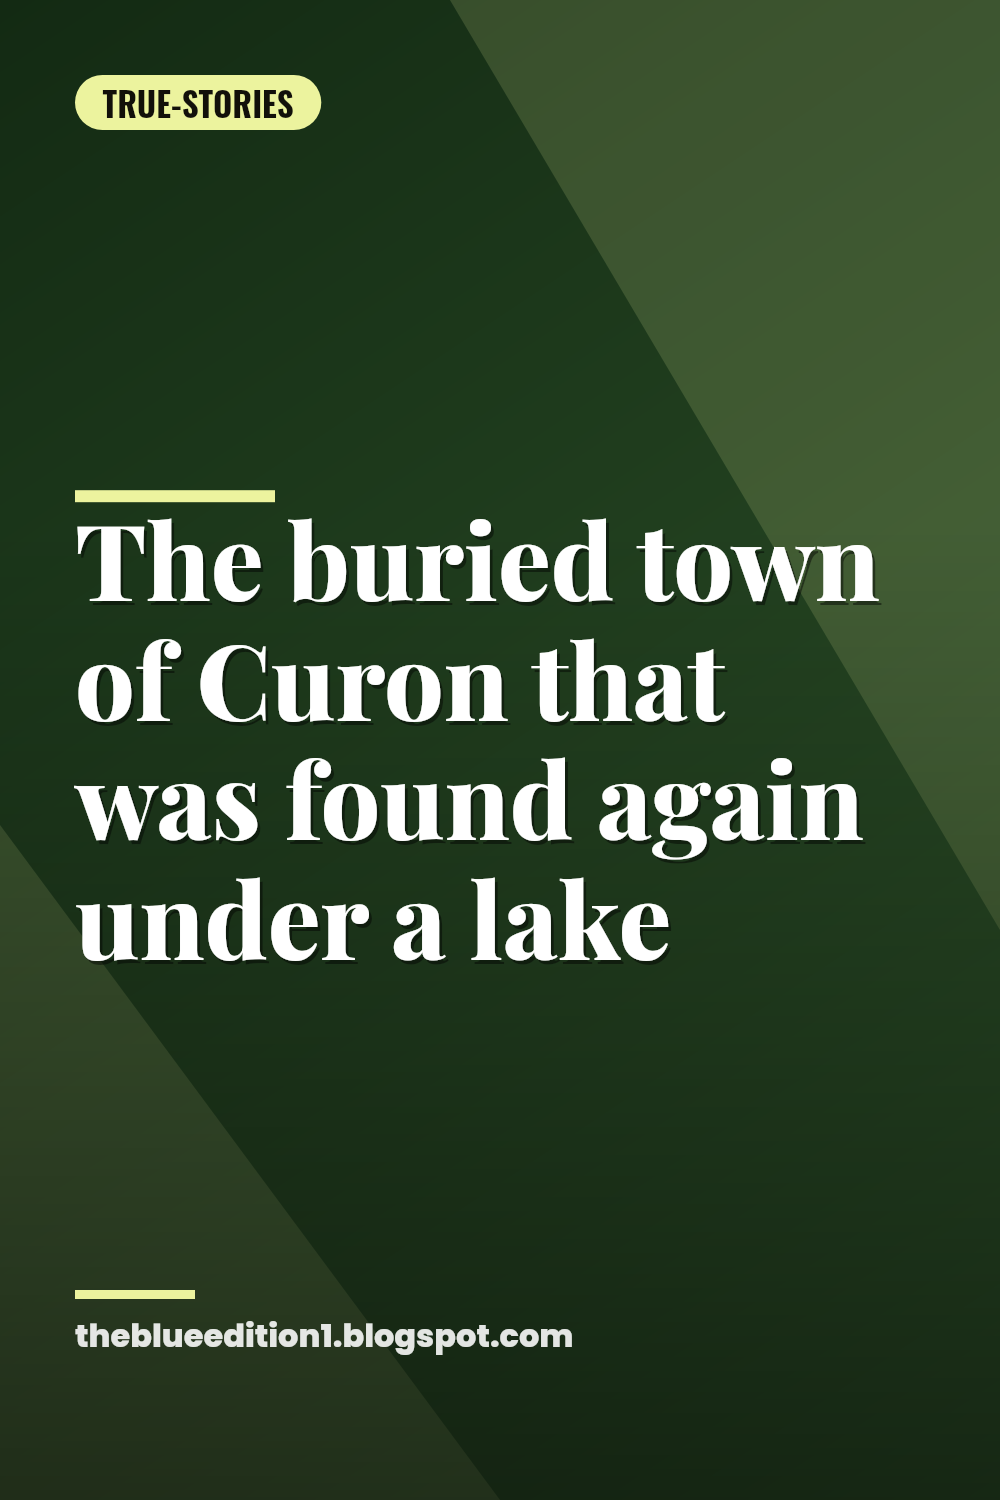 TRUE-STORIES
The buried town
of Curon that
was found again
under a lake
theblueedition1.blogspot.com